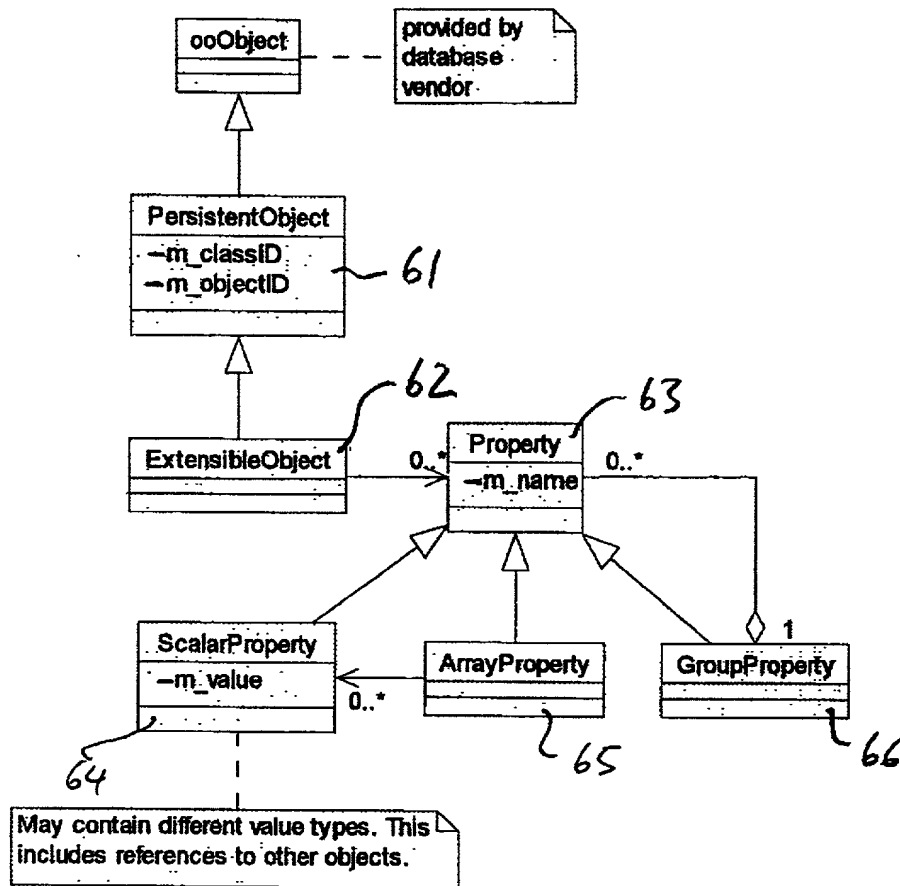 ooObject
provided by
database
vendor
PersistentObject
–m_classID
–m_objectID
61
62
63
ExtensibleObject
0..*
Property
–m_name
0..*
ScalarProperty
–m_value
0..*
ArrayProperty
1
GroupProperty
64
65
66
May contain different value types. This
includes references to other objects.